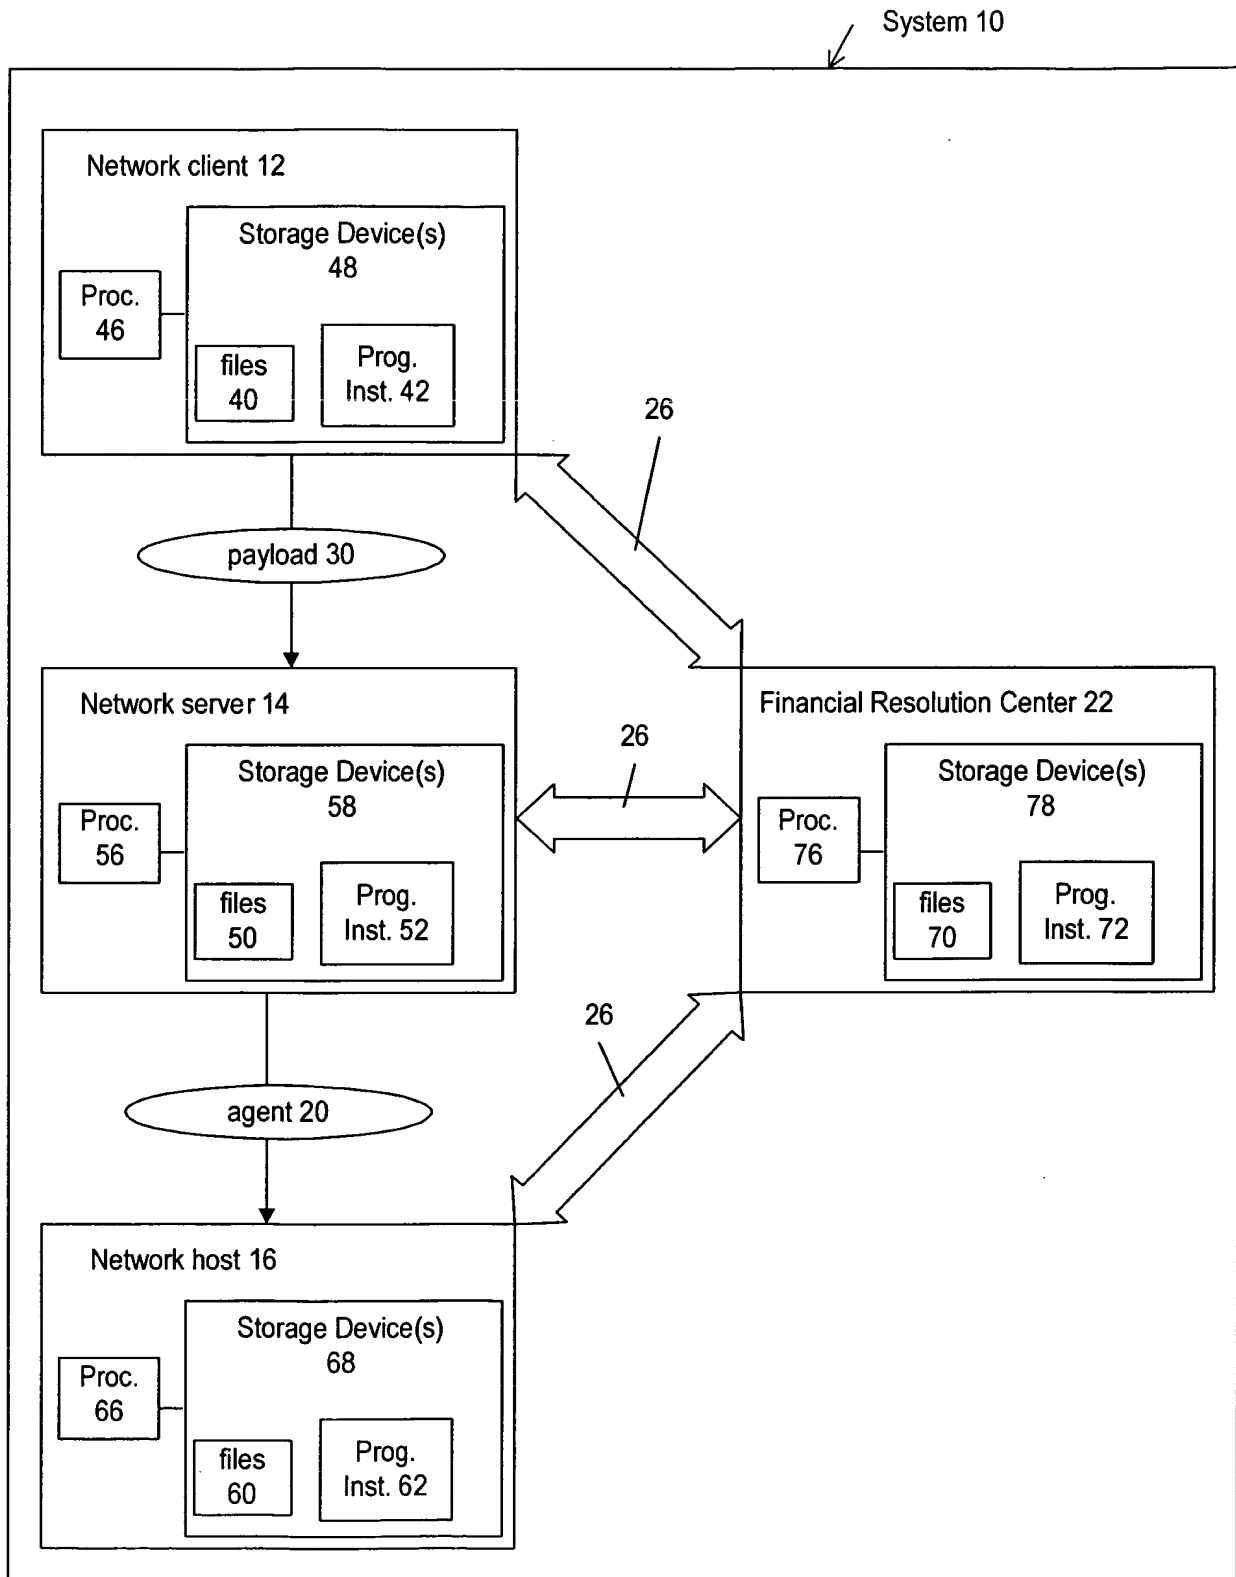 System 10
Network client 12
Storage Device(s)
48
Proc.
46
files
40
Prog.
Inst. 42
26
payload 30
Network server 14
Storage Device(s)
58
Proc.
56
files
50
Prog.
Inst. 52
26
Financial Resolution Center 22
Storage Device(s)
78
Proc.
76
files
70
Prog.
Inst. 72
26
agent 20
Network host 16
Storage Device(s)
68
Proc.
66
files
60
Prog.
Inst. 62